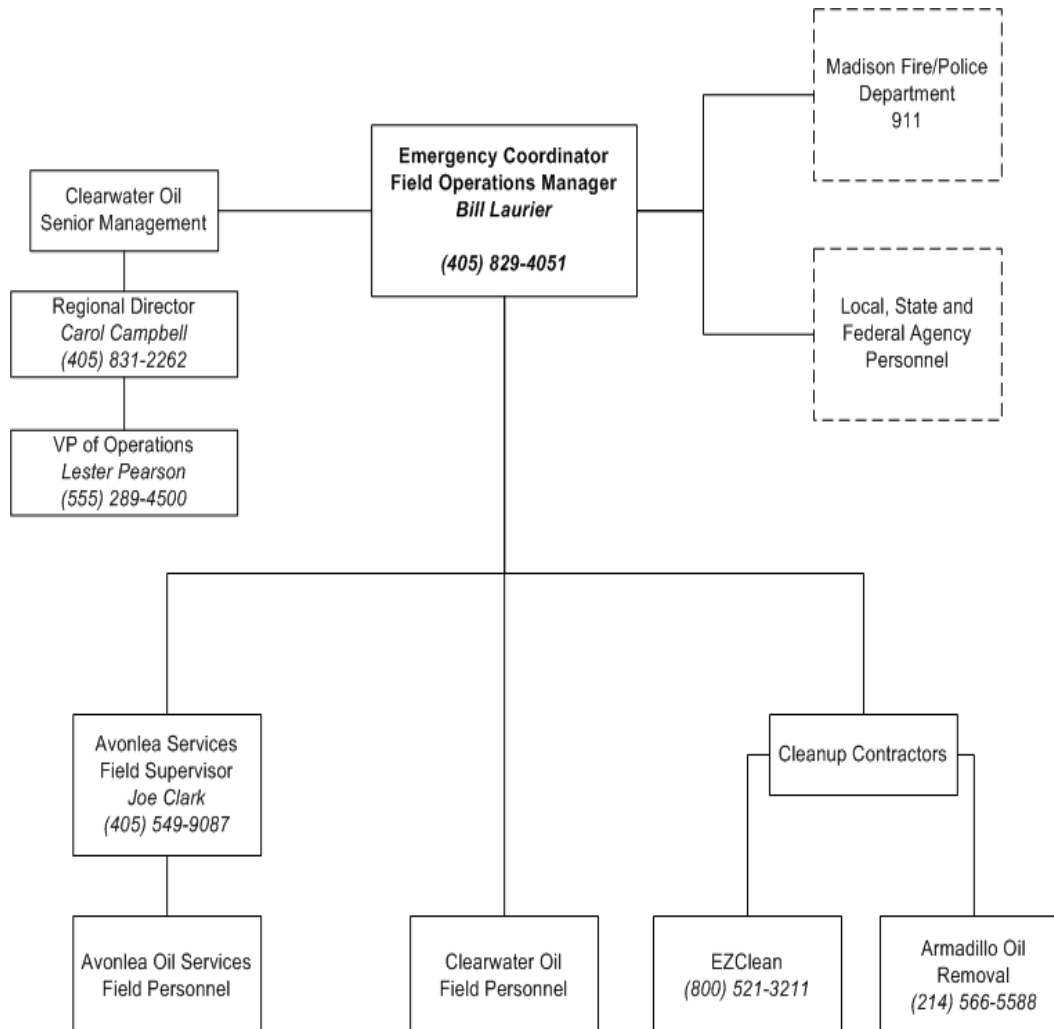 Madison Fire/Police
Department
911
Emergency Coordinator
Field Operations Manager
Bill Laurier
(405) 829-4051
Clearwater Oil
Senior Management
Regional Director
Carol Campbell
(405) 831-2262
VP of Operations
Lester Pearson
(555) 289-4500
Local, State and
Federal Agency
Personnel
Avonlea Services
Field Supervisor
Joe Clark
(405) 549-9087
Cleanup Contractors
Avonlea Oil Services
Field Personnel
Clearwater Oil
Field Personnel
EZClean
(800) 521-3211
Armadillo Oil
Removal
(214) 566-5588